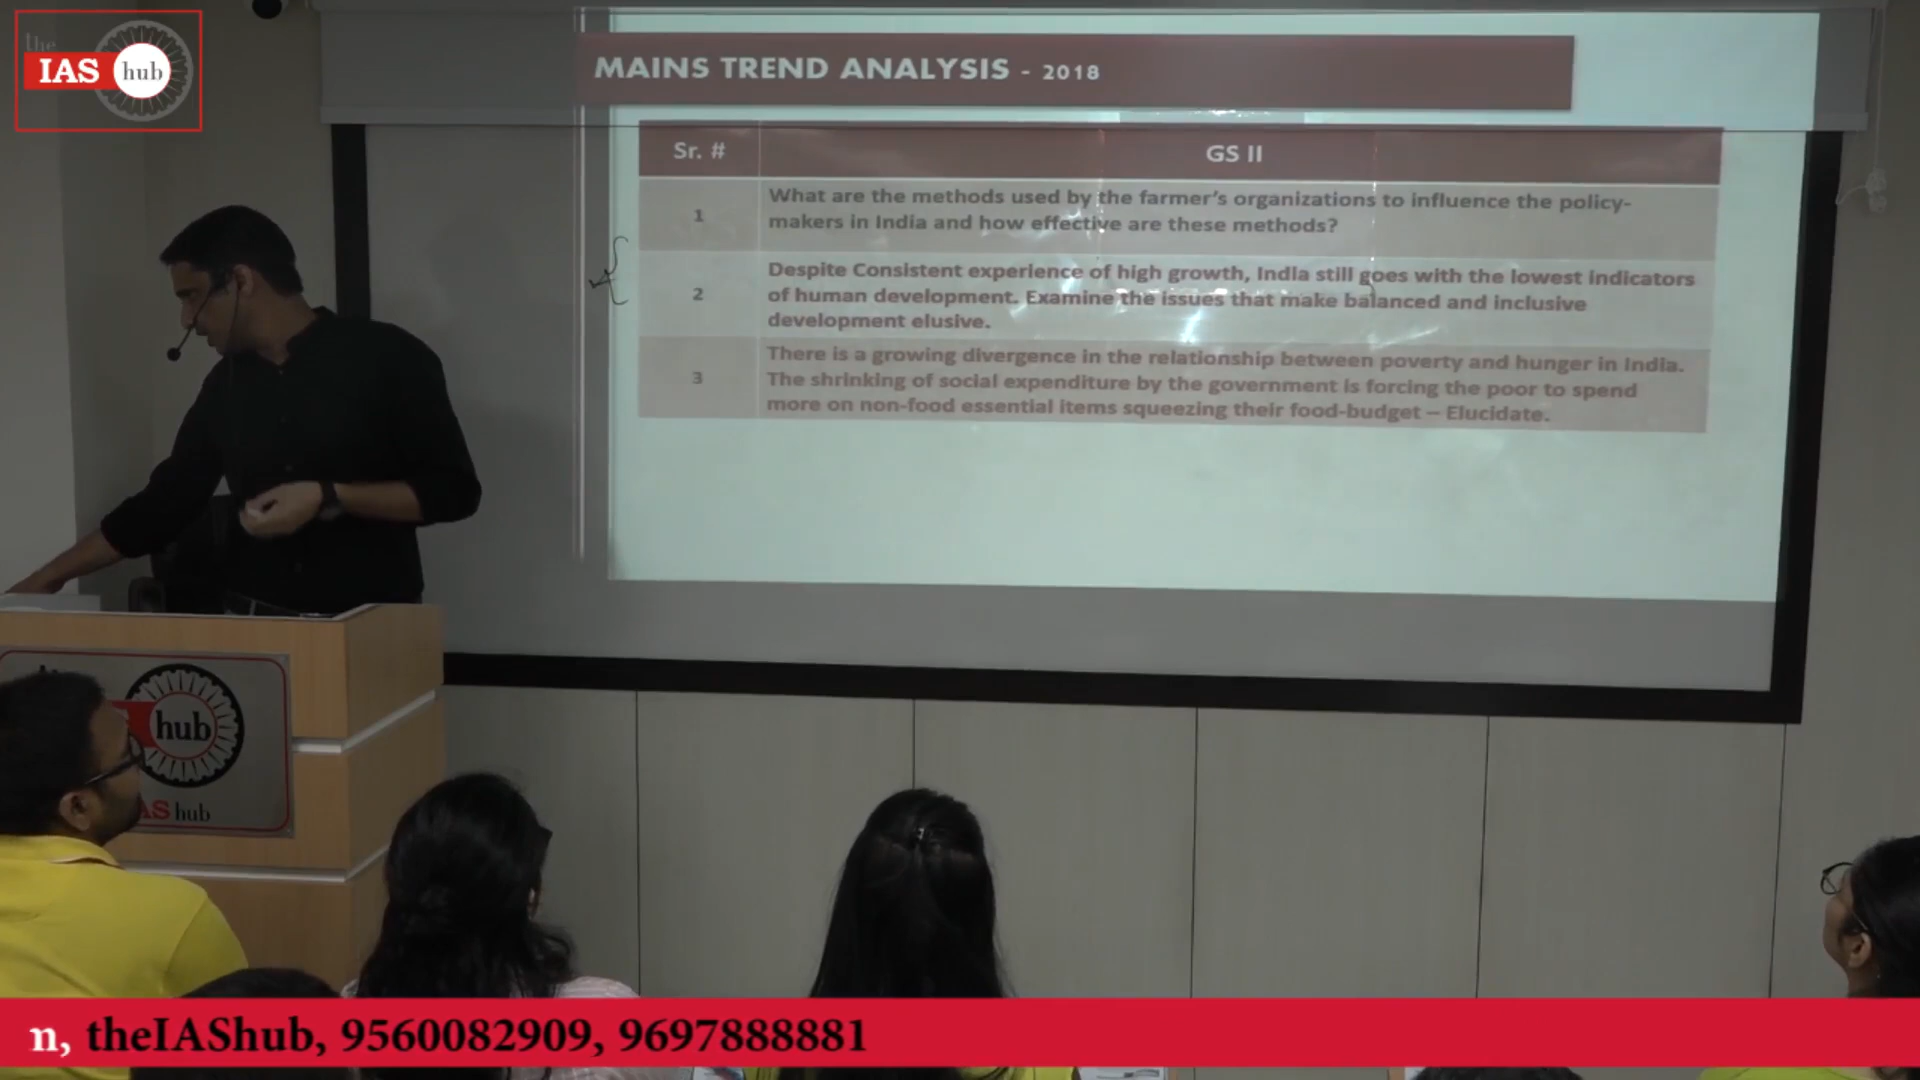 the
IAS hub
MAINS TREND ANALYSIS - 2018
Sr. # GS II
1 What are the methods used by the farmer's organizations to influence the policy-
makers in India and how effective are these methods?
2 Despite Consistent experience of high growth, India still goes with the lowest indicators
of human development. Examine the issues that make balanced and inclusive
development elusive.
3 There is a growing divergence in the relationship between poverty and hunger in India.
The shrinking of social expenditure by the government is forcing the poor to spend
more on non-food essential items squeezing their food-budget – Elucidate.
hub
AS hub
n, theIAShub, 9560082909, 9697888881